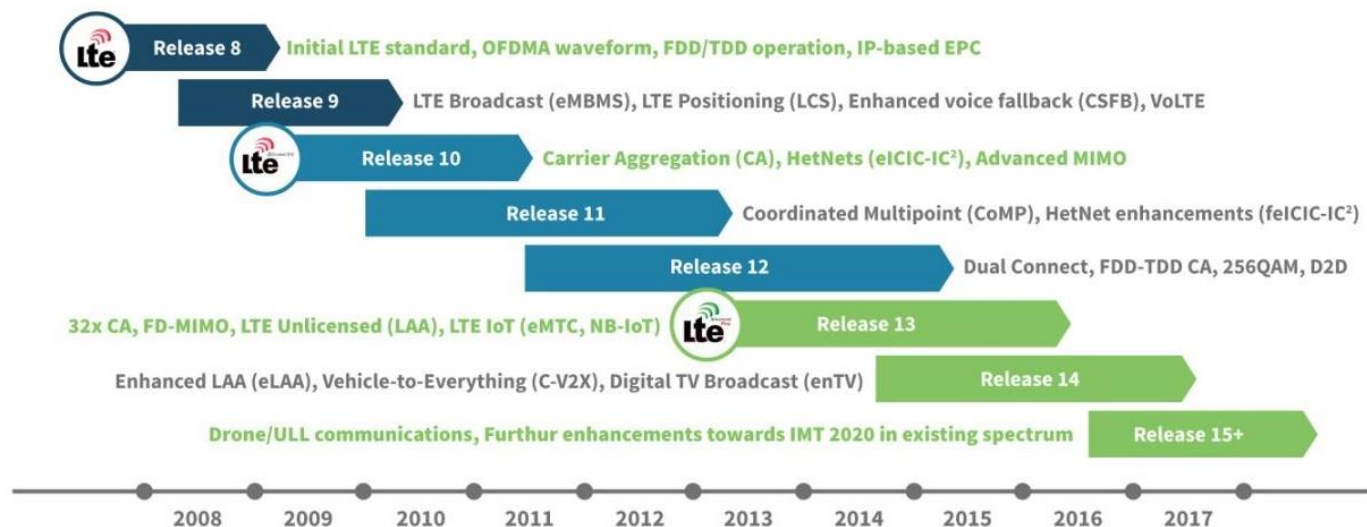 Lte Release 8 Initial LTE standard, OFDMA waveform, FDD/TDD operation, IP-based EPC
Release 9 LTE Broadcast (eMBMS), LTE Positioning (LCS), Enhanced voice fallback (CSFB), VoLTE
Lte Release 10 Carrier Aggregation (CA), HetNets (eICIC-IC²), Advanced MIMO
Release 11 Coordinated Multipoint (CoMP), HetNet enhancements (feICIC-IC²)
Release 12 Dual Connect, FDD-TDD CA, 256QAM, D2D
32x CA, FD-MIMO, LTE Unlicensed (LAA), LTE IoT (eMTC, NB-IoT) Lte Release 13
Enhanced LAA (eLAA), Vehicle-to-Everything (C-V2X), Digital TV Broadcast (enTV) Release 14
Drone/ULL communications, Furthur enhancements towards IMT 2020 in existing spectrum Release 15+
2008 2009 2010 2011 2012 2013 2014 2015 2016 2017